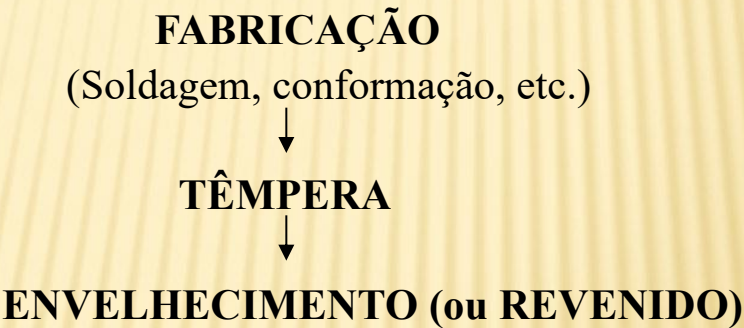 FABRICAÇÃO
(Soldagem, conformação, etc.)
TÊMPERA
ENVELHECIMENTO (ou REVENIDO)